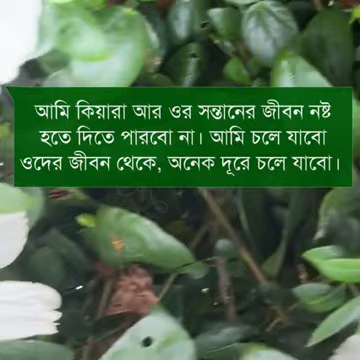 আমি কিয়ারা আর ওর সন্তানের জীবন নষ্ট
হতে দিতে পারবো না। আমি চলে যাবো
ওদের জীবন থেকে, অনেক দূরে চলে যাবো।